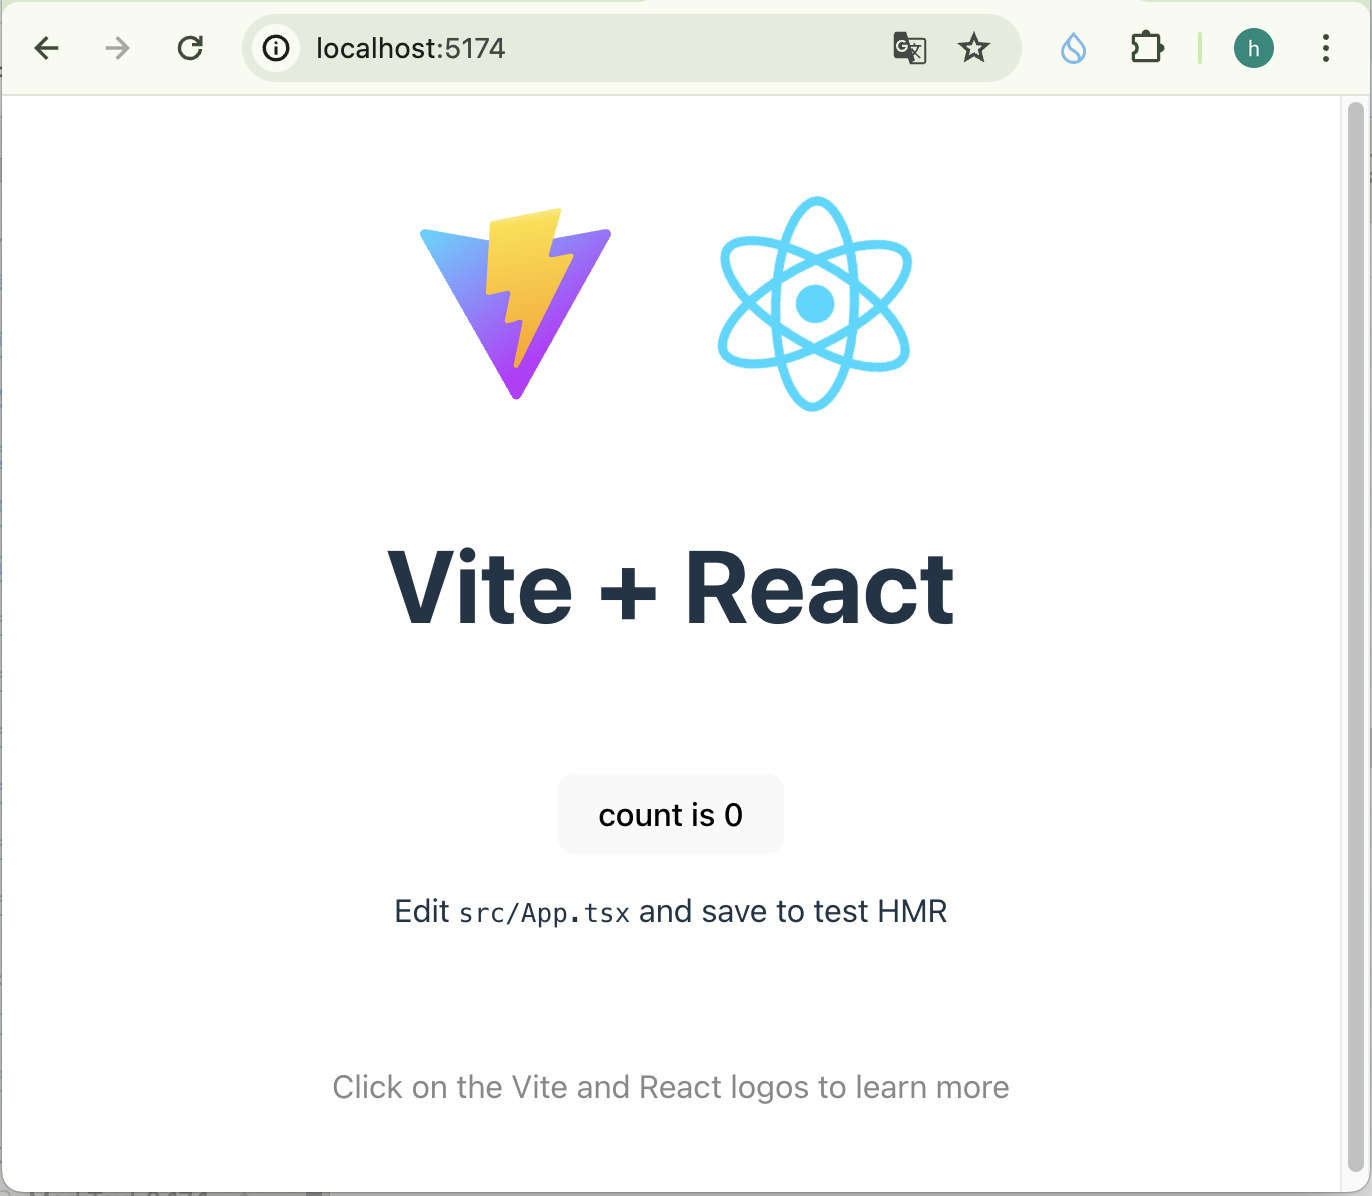 localhost:5174
h
Vite + React
count is 0
Edit src/App.tsx and save to test HMR
Click on the Vite and React logos to learn more